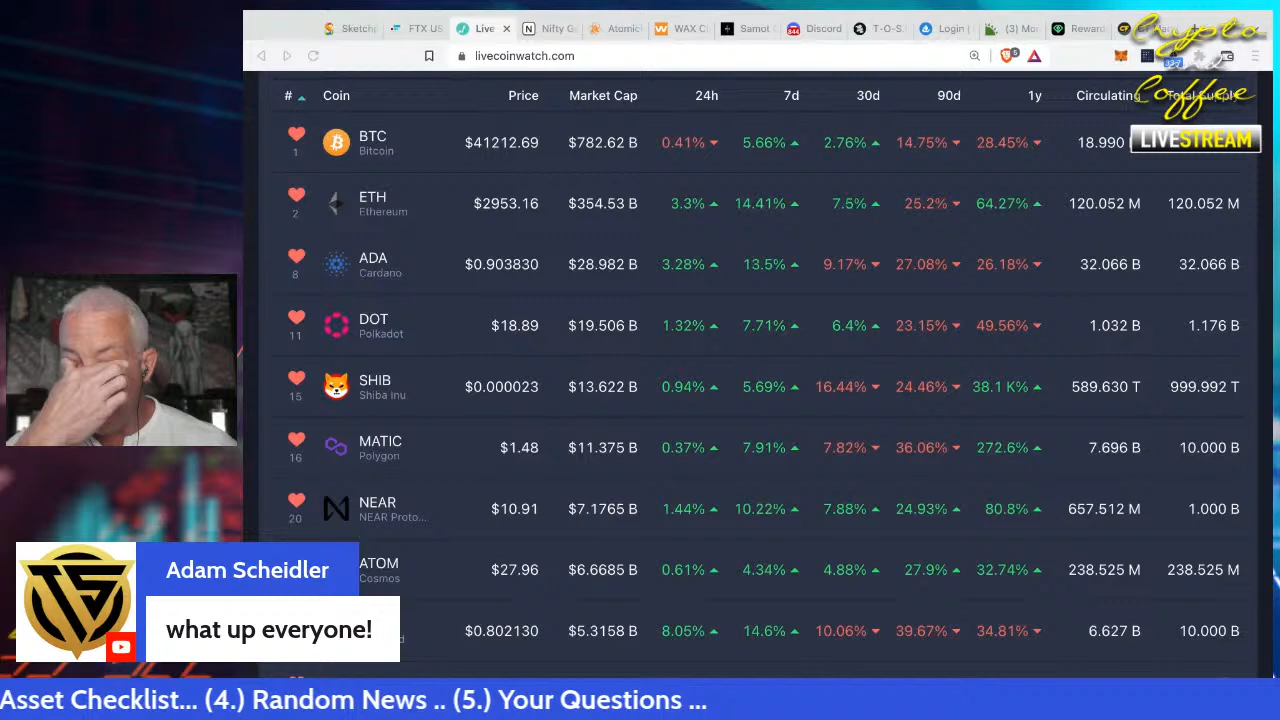 Sketch FTX US Live Nifty Ga Atomic WAX C Samot Discord T-O-S. Login (3) Mo Reward
livecoinwatch.com
Crypto
and
Coffee
LIVESTREAM
# Coin Price Market Cap 24h 7d 30d 90d 1y Circulating Total Supply
1 BTC Bitcoin $41212.69 $782.62 B 0.41% 5.66% 2.76% 14.75% 28.45% 18.990
2 ETH Ethereum $2953.16 $354.53 B 3.3% 14.41% 7.5% 25.2% 64.27% 120.052 M 120.052 M
8 ADA Cardano $0.903830 $28.982 B 3.28% 13.5% 9.17% 27.08% 26.18% 32.066 B 32.066 B
11 DOT Polkadot $18.89 $19.506 B 1.32% 7.71% 6.4% 23.15% 49.56% 1.032 B 1.176 B
15 SHIB Shiba Inu $0.000023 $13.622 B 0.94% 5.69% 16.44% 24.46% 38.1 K% 589.630 T 999.992 T
16 MATIC Polygon $1.48 $11.375 B 0.37% 7.91% 7.82% 36.06% 272.6% 7.696 B 10.000 B
20 NEAR NEAR Proto... $10.91 $7.1765 B 1.44% 10.22% 7.88% 24.93% 80.8% 657.512 M 1.000 B
ATOM Cosmos $27.96 $6.6685 B 0.61% 4.34% 4.88% 27.9% 32.74% 238.525 M 238.525 M
$0.802130 $5.3158 B 8.05% 14.6% 10.06% 39.67% 34.81% 6.627 B 10.000 B
Adam Scheidler
what up everyone!
Asset Checklist... (4.) Random News .. (5.) Your Questions ...